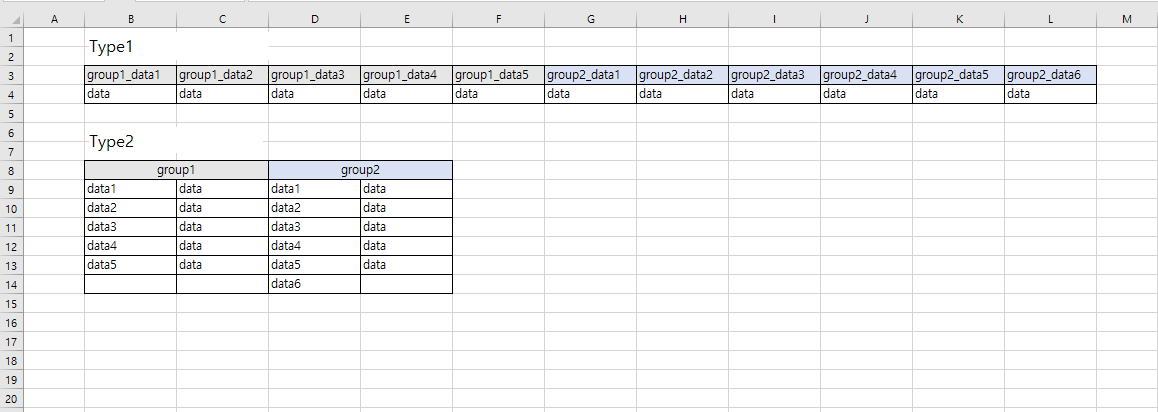 A B C D E F G H I J K L M
1 Type1
2
3 group1_data1 group1_data2 group1_data3 group1_data4 group1_data5 group2_data1 group2_data2 group2_data3 group2_data4 group2_data5 group2_data6
4 data data data data data data data data data data data
5
6
7 Type2
8 group1 group2
9 data1 data data1 data
10 data2 data data2 data
11 data3 data data3 data
12 data4 data data4 data
13 data5 data data5 data
14 data6
15
16
17
18
19
20